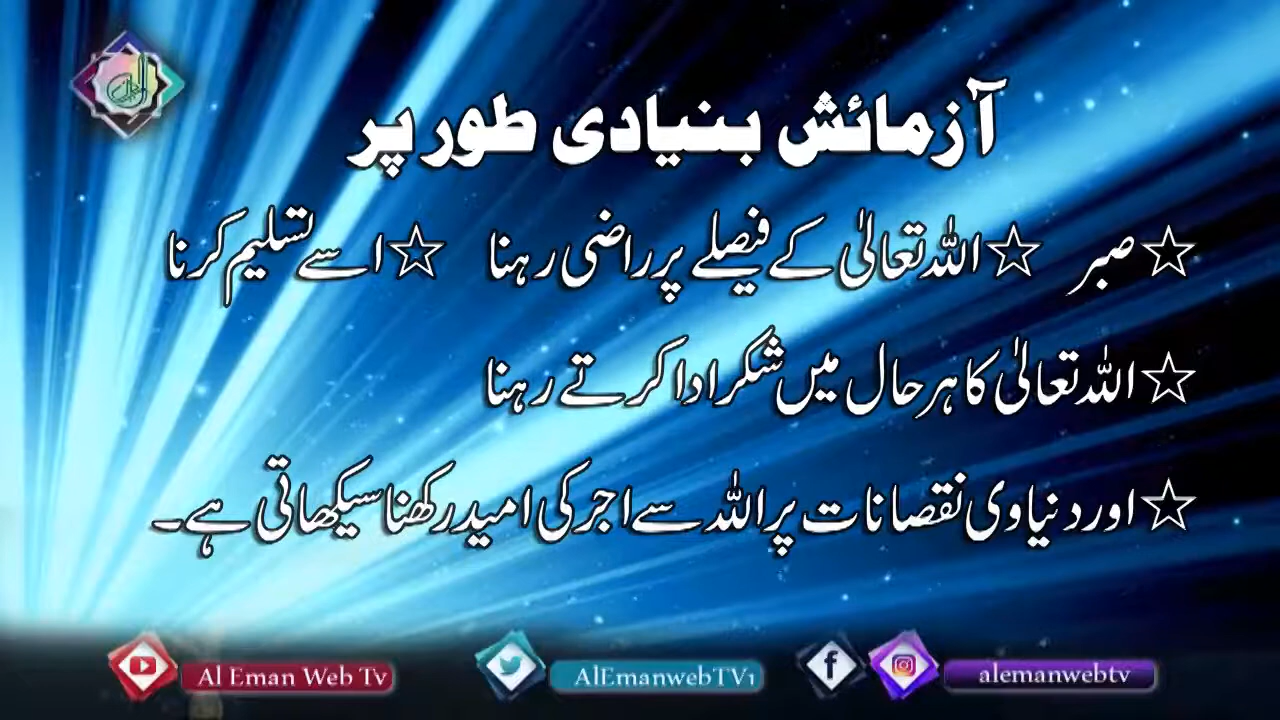 آزمائش بنیادی طور پر
☆ صبر ☆ اللہ تعالیٰ کے فیصلے پر راضی رہنا ☆ اسے تسلیم کرنا
☆ اللہ تعالیٰ کا ہر حال میں شکر ادا کرتے رہنا
☆ اور دنیاوی نقصانات پر اللہ سے اجر کی امید رکھنا سیکھاتی ہے۔
Al Eman Web Tv
AlEmanwebTV1
alemanwebtv